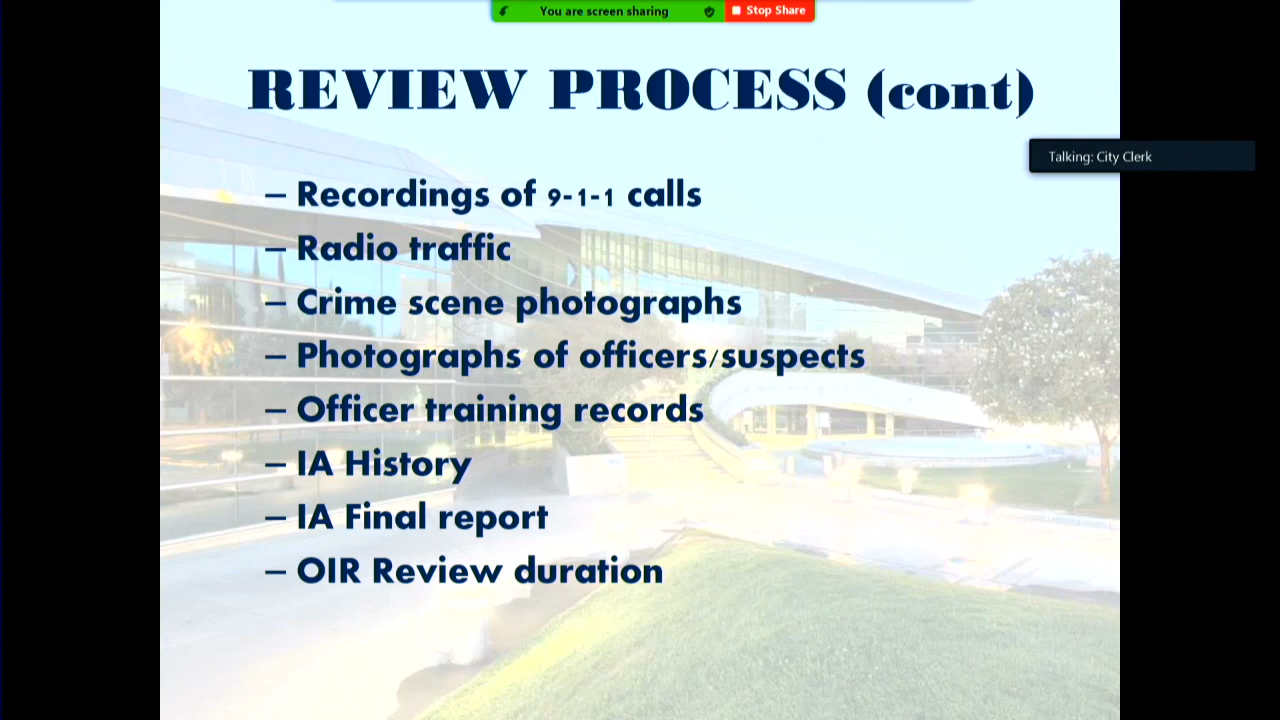 You are screen sharing
Stop Share
REVIEW PROCESS (cont)
Talking: City Clerk
– Recordings of 9-1-1 calls
– Radio traffic
– Crime scene photographs
– Photographs of officers/suspects
– Officer training records
– IA History
– IA Final report
– OIR Review duration